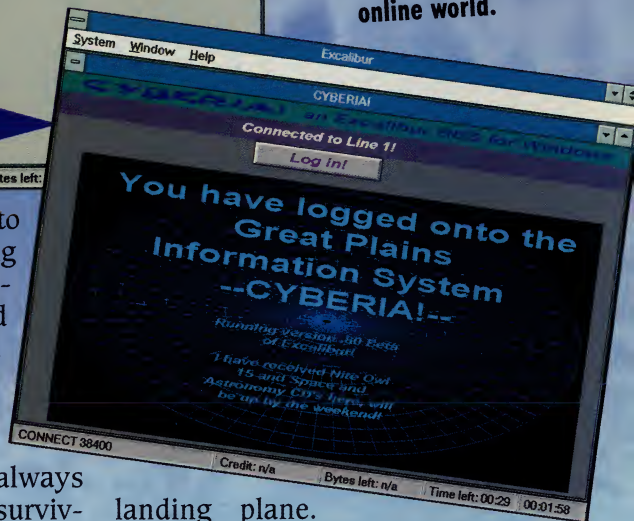 online world.
Excalibur
System Window Help
CYBERIA!
CYBERIA! an Excalibur BBS for Windows
Connected to Line 1!
Log in!
You have logged onto the
Great Plains
Information System
--CYBERIA!--
Running version .80 Beta
of Excalibur!
I have received Nite Owl
15 and Space and
Astronomy CD's here, will
be up by the weekend!
CONNECT 38400 Credit: n/a Bytes left: n/a Time left: 00:29 00:01:58
tes left:
to
g
-
d
always
surviv- landing plane.